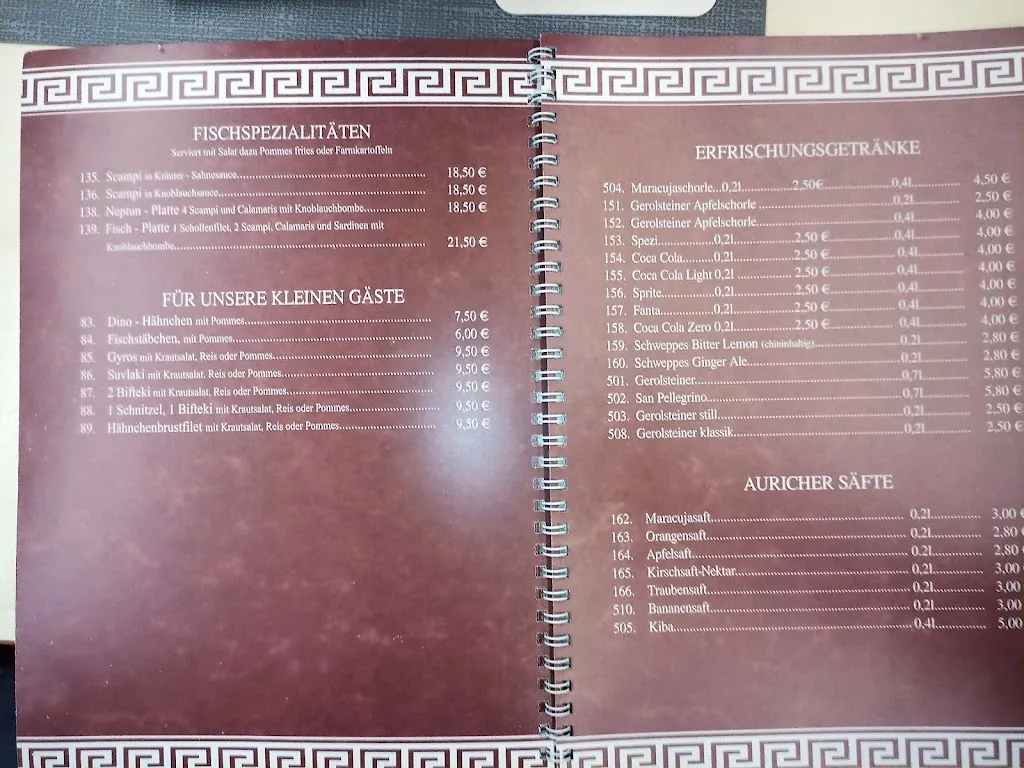 FISCHSPEZIALITÄTEN
Serviert mit Salat dazu Pommes frites oder Farmkartoffeln
135. Scampi in Kräuter - Sahnesauce 18,50 €
136. Scampi in Knoblauchsauce 18,50 €
138. Neptun - Platte 4 Scampi und Calamaris mit Knoblauchbombe 18,50 €
139. Fisch - Platte 1 Schollenfilet, 2 Scampi, Calamaris und Sardinen mit
Knoblauchbombe 21,50 €
FÜR UNSERE KLEINEN GÄSTE
83. Dino - Hähnchen mit Pommes 7,50 €
84. Fischstäbchen, mit Pommes 6,00 €
85. Gyros mit Krautsalat, Reis oder Pommes 9,50 €
86. Suvlaki mit Krautsalat, Reis oder Pommes 9,50 €
87. 2 Bifteki mit Krautsalat, Reis oder Pommes 9,50 €
88. 1 Schnitzel, 1 Bifteki mit Krautsalat, Reis oder Pommes 9,50 €
89. Hähnchenbrustfilet mit Krautsalat, Reis oder Pommes 9,50 €
ERFRISCHUNGSGETRÄNKE
504. Maracujaschorle 0,2l 2,50€ 0,4l 4,50 €
151. Gerolsteiner Apfelschorle 0,2l 2,50 €
152. Gerolsteiner Apfelschorle 0,4l 4,00 €
153. Spezi 0,2l 2,50 € 0,4l 4,00 €
154. Coca Cola 0,2l 2,50 € 0,4l 4,00 €
155. Coca Cola Light 0,2l 2,50 € 0,4l 4,00 €
156. Sprite 0,2l 2,50 € 0,4l 4,00 €
157. Fanta 0,2l 2,50 € 0,4l 4,00 €
158. Coca Cola Zero 0,2l 2,50 € 0,4l 4,00 €
159. Schweppes Bitter Lemon (chininhaltig) 0,2l 2,80 €
160. Schweppes Ginger Ale 0,2l 2,80 €
501. Gerolsteiner 0,7l 5,80 €
502. San Pellegrino 0,7l 5,80 €
503. Gerolsteiner still 0,2l 2,50 €
508. Gerolsteiner klassik 0,2l 2,50 €
AURICHER SÄFTE
162. Maracujasaft 0,2l 3,00 €
163. Orangensaft 0,2l 2,80 €
164. Apfelsaft 0,2l 2,80 €
165. Kirschsaft-Nektar 0,2l 3,00
166. Traubensaft 0,2l 3,00
510. Bananensaft 0,2l 3,00
505. Kiba 0,4l 5,00